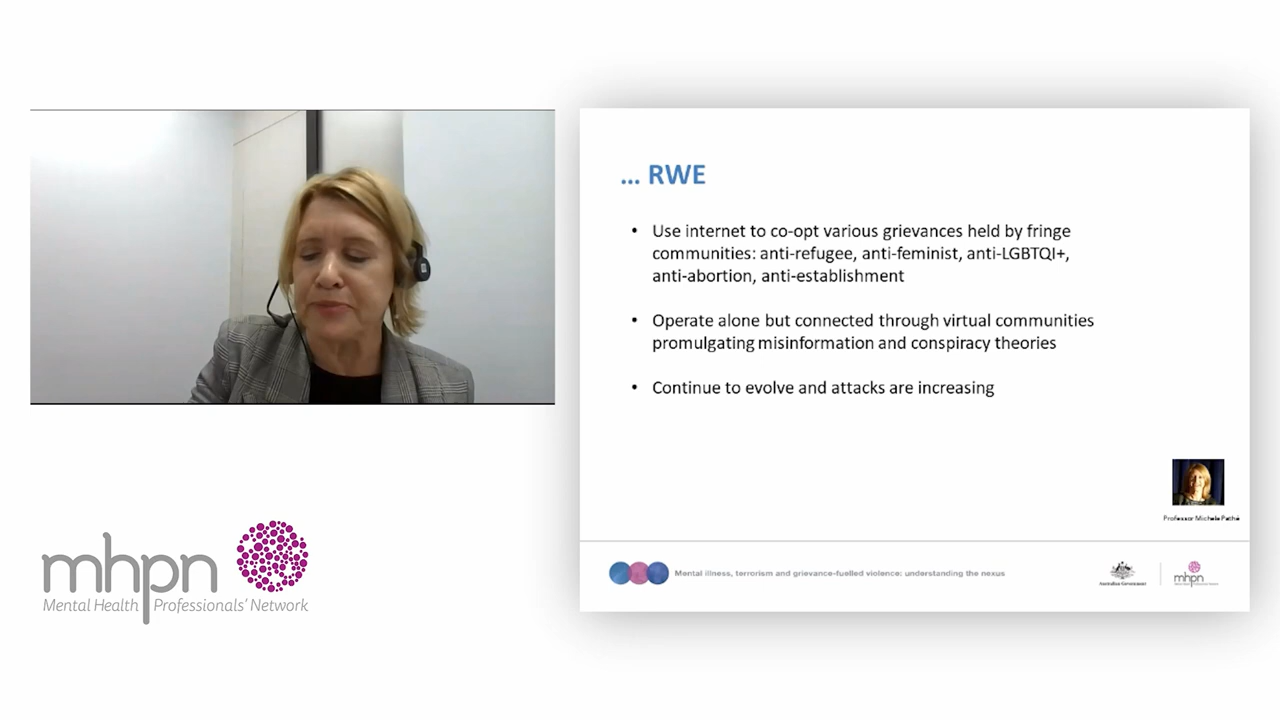 ... RWE
• Use internet to co-opt various grievances held by fringe
communities: anti-refugee, anti-feminist, anti-LGBTQI+,
anti-abortion, anti-establishment
• Operate alone but connected through virtual communities
promulgating misinformation and conspiracy theories
• Continue to evolve and attacks are increasing
Professor Michele Pathé
Mental illness, terrorism and grievance-fuelled violence: understanding the nexus
Australian Government
mhpn
mhpn
Mental Health Professionals' Network